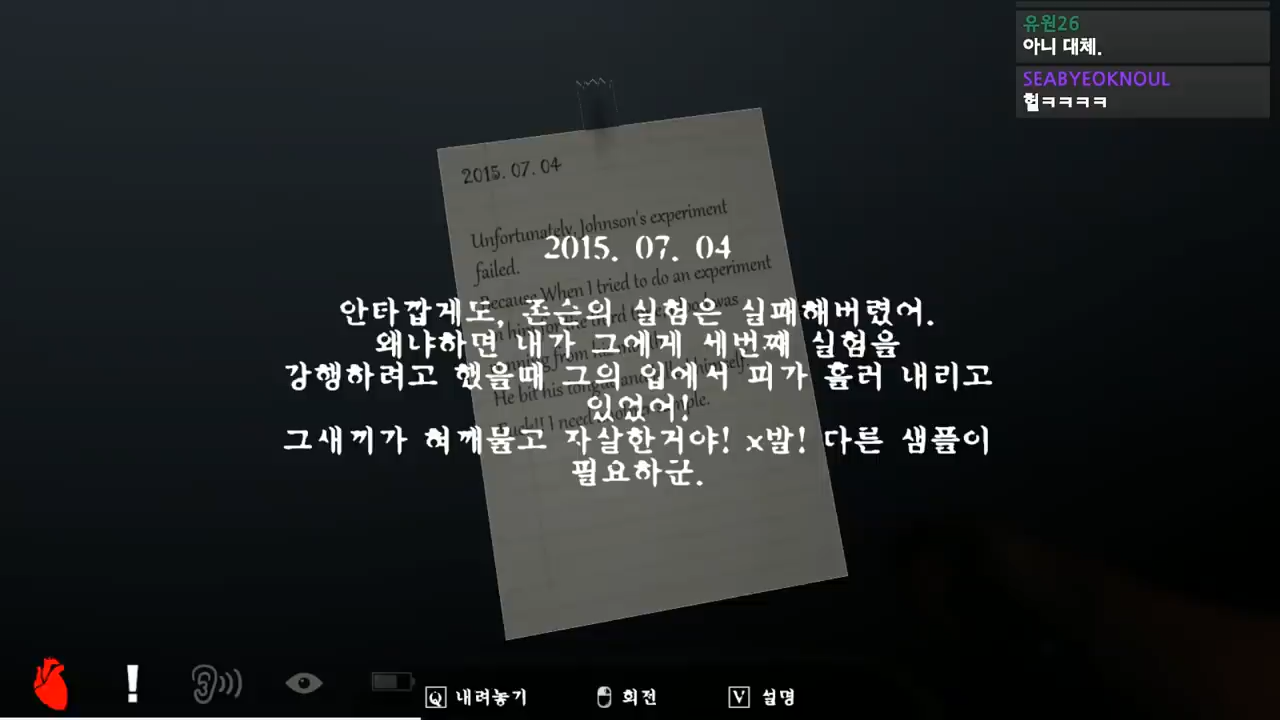 유원26
아니 대체.
SEABYEOKNOUL
헐ㅋㅋㅋㅋ
2015. 07. 04
Unfortunately, Johnson's experiment
failed.
Because When I tried to do an experiment
2015. 07. 04
안타깝게도, 존슨의 실험은 실패해버렸어.
왜냐하면 내가 그에게 세번째 실험을
강행하려고 했을때 그의 입에서 피가 흘러 내리고
있었어!
그새끼가 혀깨물고 자살한거야! x발! 다른 샘플이
필요하군.
Q 내려놓기
회전
V 설명